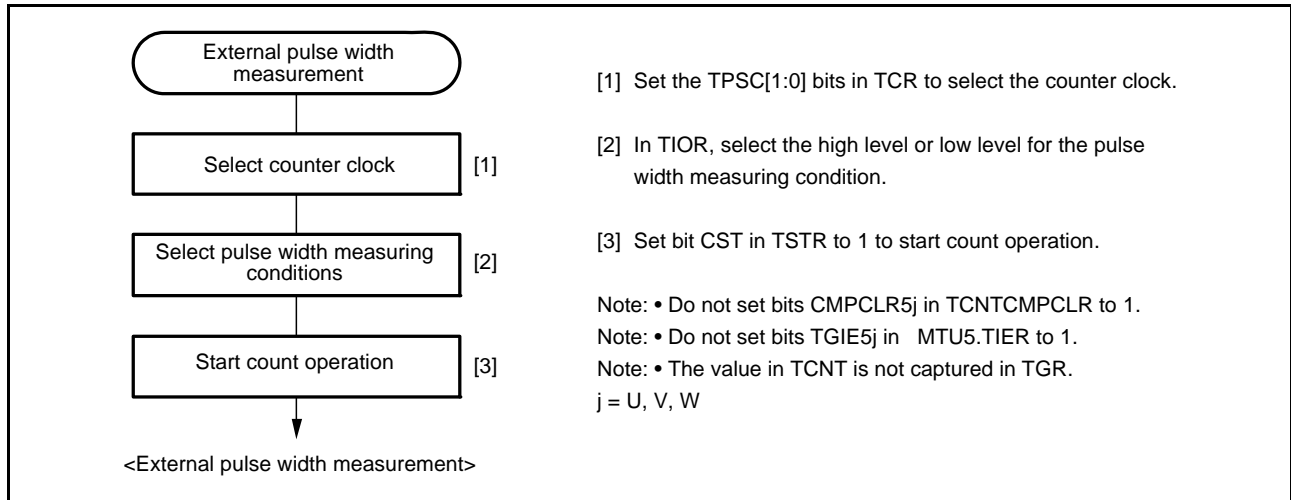 External pulse width
measurement
Select counter clock
[1]
Select pulse width measuring
conditions
[2]
Start count operation
[3]
<External pulse width measurement>
[1] Set the TPSC[1:0] bits in TCR to select the counter clock.
[2] In TIOR, select the high level or low level for the pulse
width measuring condition.
[3] Set bit CST in TSTR to 1 to start count operation.
Note: • Do not set bits CMPCLR5j in TCNTCMPCLR to 1.
Note: • Do not set bits TGIE5j in MTU5.TIER to 1.
Note: • The value in TCNT is not captured in TGR.
j = U, V, W